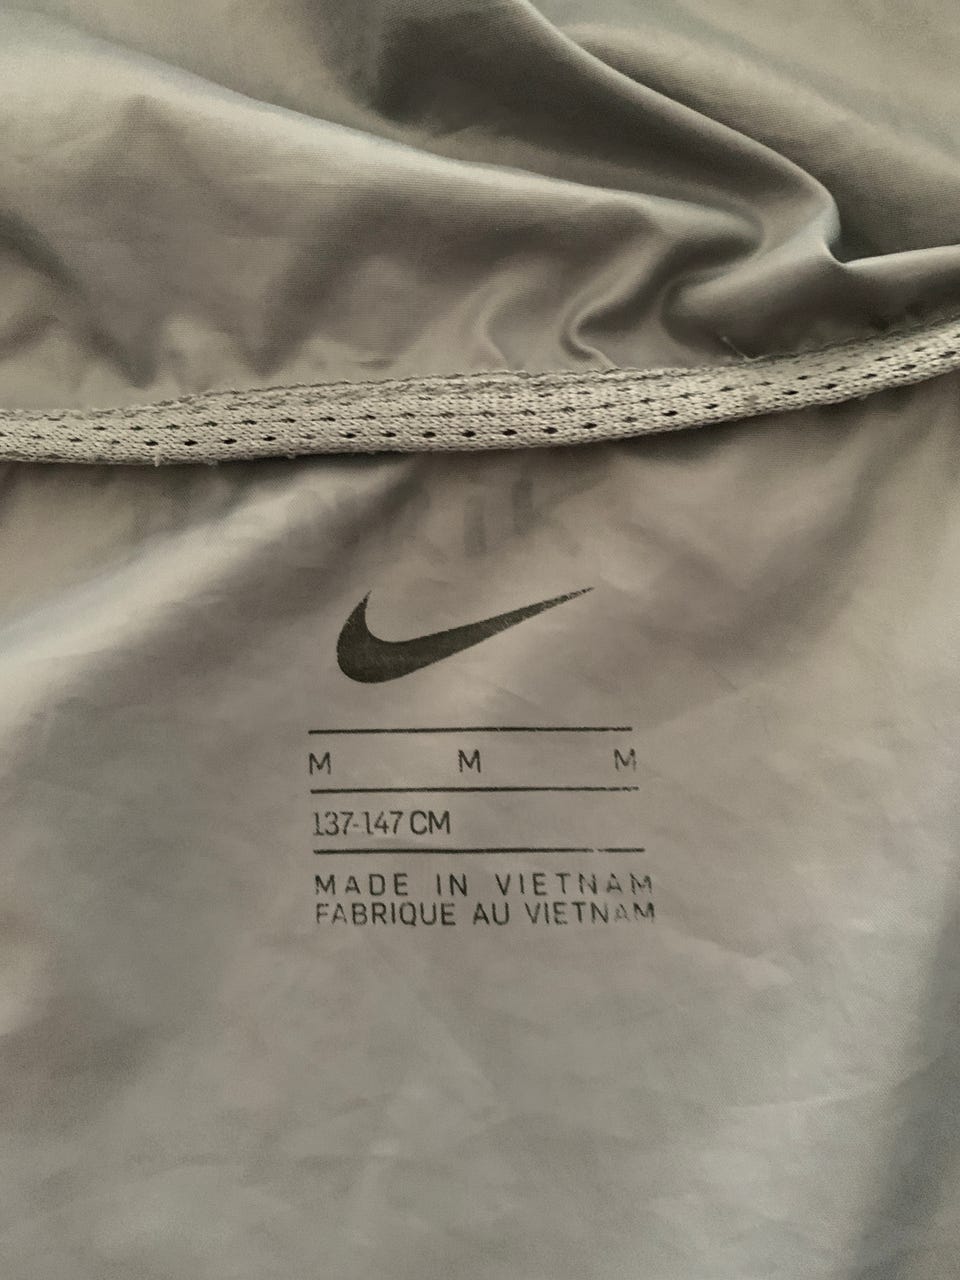 M M M
137-147 CM
MADE IN VIETNAM
FABRIQUE AU VIETNAM